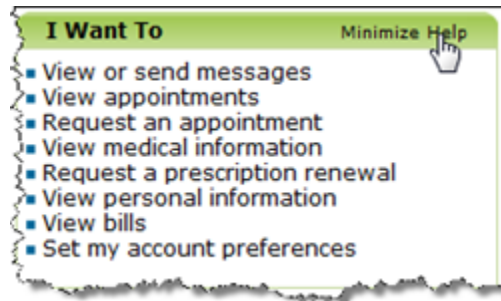 I Want To Minimize Help
View or send messages
View appointments
Request an appointment
View medical information
Request a prescription renewal
View personal information
View bills
Set my account preferences